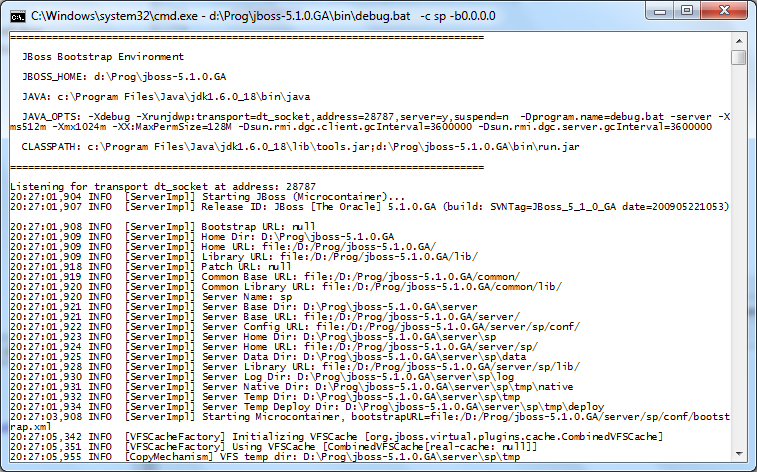 C:\Windows\system32\cmd.exe - d:\Prog\jboss-5.1.0.GA\bin\debug.bat -c sp -b0.0.0.0
===============================================================================
JBoss Bootstrap Environment
JBOSS_HOME: d:\Prog\jboss-5.1.0.GA
JAVA: c:\Program Files\Java\jdk1.6.0_18\bin\java
JAVA_OPTS: -Xdebug -Xrunjdwp:transport=dt_socket,address=28787,server=y,suspend=n -Dprogram.name=debug.bat -server -X
ms512m -Xmx1024m -XX:MaxPermSize=128M -Dsun.rmi.dgc.client.gcInterval=3600000 -Dsun.rmi.dgc.server.gcInterval=3600000
CLASSPATH: c:\Program Files\Java\jdk1.6.0_18\lib\tools.jar;d:\Prog\jboss-5.1.0.GA\bin\run.jar
===============================================================================
Listening for transport dt_socket at address: 28787
20:27:01,904 INFO [ServerImpl] Starting JBoss (Microcontainer)...
20:27:01,907 INFO [ServerImpl] Release ID: JBoss [The Oracle] 5.1.0.GA (build: SVNTag=JBoss_5_1_0_GA date=200905221053)
20:27:01,908 INFO [ServerImpl] Bootstrap URL: null
20:27:01,909 INFO [ServerImpl] Home Dir: D:\Prog\jboss-5.1.0.GA
20:27:01,909 INFO [ServerImpl] Home URL: file:/D:/Prog/jboss-5.1.0.GA/
20:27:01,909 INFO [ServerImpl] Library URL: file:/D:/Prog/jboss-5.1.0.GA/lib/
20:27:01,918 INFO [ServerImpl] Patch URL: null
20:27:01,919 INFO [ServerImpl] Common Base URL: file:/D:/Prog/jboss-5.1.0.GA/common/
20:27:01,920 INFO [ServerImpl] Common Library URL: file:/D:/Prog/jboss-5.1.0.GA/common/lib/
20:27:01,920 INFO [ServerImpl] Server Name: sp
20:27:01,921 INFO [ServerImpl] Server Base Dir: D:\Prog\jboss-5.1.0.GA\server
20:27:01,921 INFO [ServerImpl] Server Base URL: file:/D:/Prog/jboss-5.1.0.GA/server/
20:27:01,922 INFO [ServerImpl] Server Config URL: file:/D:/Prog/jboss-5.1.0.GA/server/sp/conf/
20:27:01,923 INFO [ServerImpl] Server Home Dir: D:\Prog\jboss-5.1.0.GA\server\sp
20:27:01,924 INFO [ServerImpl] Server Home URL: file:/D:/Prog/jboss-5.1.0.GA/server/sp/
20:27:01,925 INFO [ServerImpl] Server Data Dir: D:\Prog\jboss-5.1.0.GA\server\sp\data
20:27:01,928 INFO [ServerImpl] Server Library URL: file:/D:/Prog/jboss-5.1.0.GA/server/sp/lib/
20:27:01,930 INFO [ServerImpl] Server Log Dir: D:\Prog\jboss-5.1.0.GA\server\sp\log
20:27:01,931 INFO [ServerImpl] Server Native Dir: D:\Prog\jboss-5.1.0.GA\server\sp\tmp\native
20:27:01,932 INFO [ServerImpl] Server Temp Dir: D:\Prog\jboss-5.1.0.GA\server\sp\tmp
20:27:01,934 INFO [ServerImpl] Server Temp Deploy Dir: D:\Prog\jboss-5.1.0.GA\server\sp\tmp\deploy
20:27:03,908 INFO [ServerImpl] Starting Microcontainer, bootstrapURL=file:/D:/Prog/jboss-5.1.0.GA/server/sp/conf/bootst
rap.xml
20:27:05,342 INFO [VFSCacheFactory] Initializing VFSCache [org.jboss.virtual.plugins.cache.CombinedVFSCache]
20:27:05,351 INFO [VFSCacheFactory] Using VFSCache [CombinedVFSCache[real-cache: null]]
20:27:05,955 INFO [CopyMechanism] VFS temp dir: D:\Prog\jboss-5.1.0.GA\server\sp\tmp